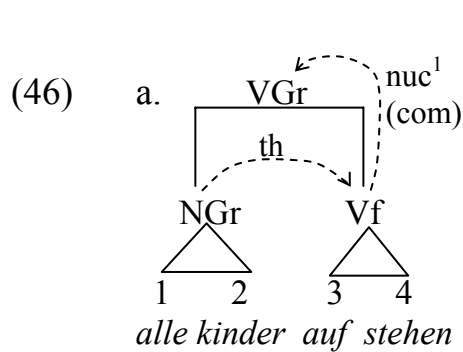 nuc¹
(46) a. VGr (com)
th
NGr Vf
1 2 3 4
alle kinder auf stehen